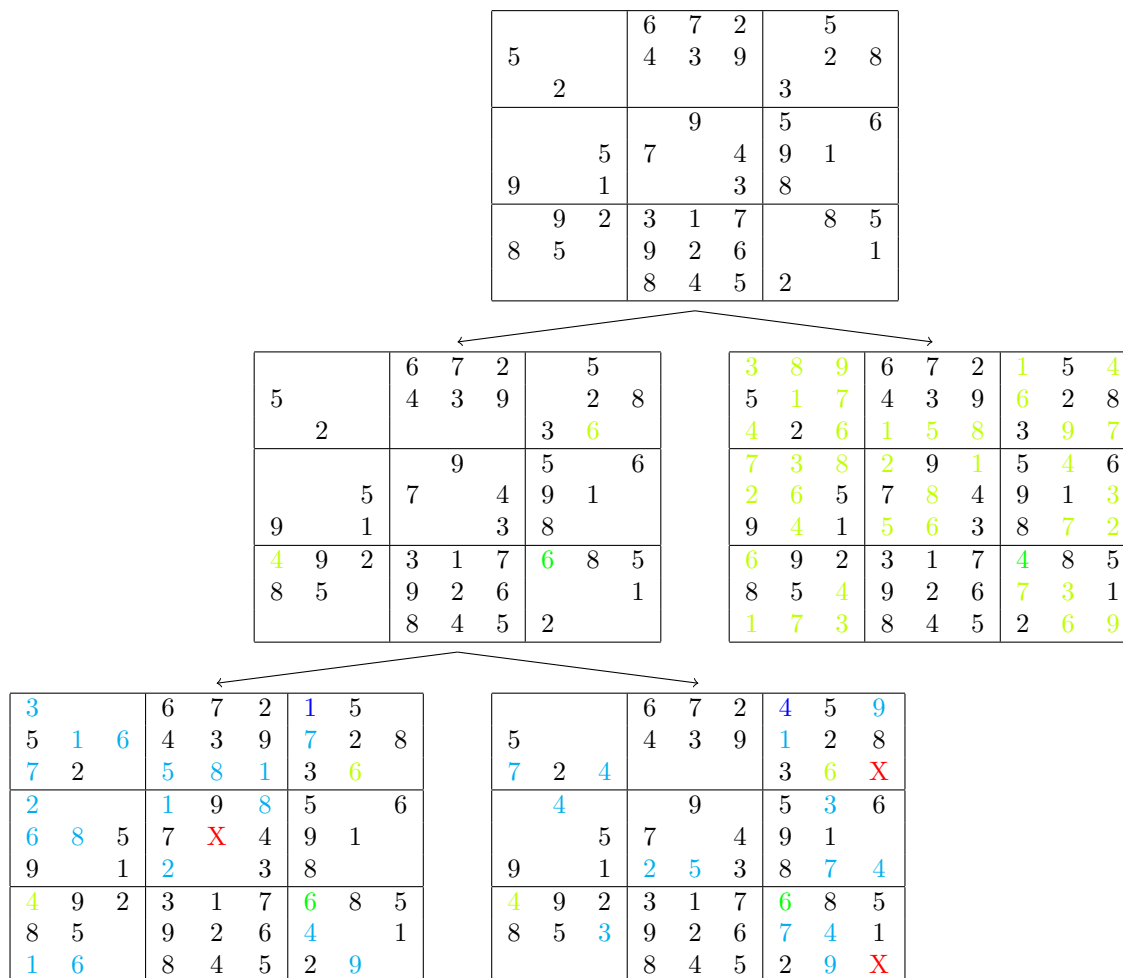 6 7 2 5
5 4 3 9 2 8
2 3
9 5 6
5 7 4 9 1
9 1 3 8
9 2 3 1 7 8 5
8 5 9 2 6 1
8 4 5 2
6 7 2 5
5 4 3 9 2 8
2 3 6
9 5 6
5 7 4 9 1
9 1 3 8
4 9 2 3 1 7 6 8 5
8 5 9 2 6 1
8 4 5 2
3 8 9 6 7 2 1 5 4
5 1 7 4 3 9 6 2 8
4 2 6 1 5 8 3 9 7
7 3 8 2 9 1 5 4 6
2 6 5 7 8 4 9 1 3
9 4 1 5 6 3 8 7 2
6 9 2 3 1 7 4 8 5
8 5 4 9 2 6 7 3 1
1 7 3 8 4 5 2 6 9
3 6 7 2 1 5
5 1 6 4 3 9 7 2 8
7 2 5 8 1 3 6
2 1 9 8 5 6
6 8 5 7 X 4 9 1
9 1 2 3 8
4 9 2 3 1 7 6 8 5
8 5 9 2 6 4 1
1 6 8 4 5 2 9
6 7 2 4 5 9
5 4 3 9 1 2 8
7 2 4 3 6 X
4 9 5 3 6
5 7 4 9 1
9 1 2 5 3 8 7 4
4 9 2 3 1 7 6 8 5
8 5 3 9 2 6 7 4 1
8 4 5 2 9 X